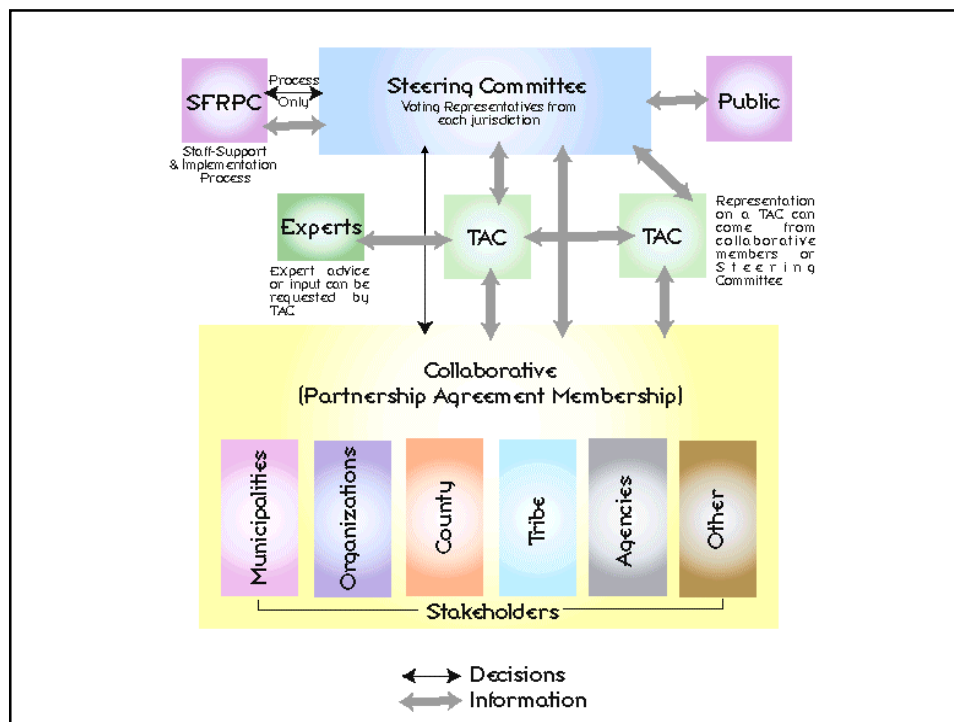 Process
Only
SFRPC
Staff-Support
& Implementation
Process
Steering Committee
Voting Representatives from
each jurisdiction
Public
Experts
Expert advice
or input can be
requested by
TAC
TAC
TAC
Representation
on a TAC can
come from
collaborative
members or
Steering
Committee
Collaborative
(Partnership Agreement Membership)
Municipalities
Organizations
County
Tribe
Agencies
Other
Stakeholders
Decisions
Information